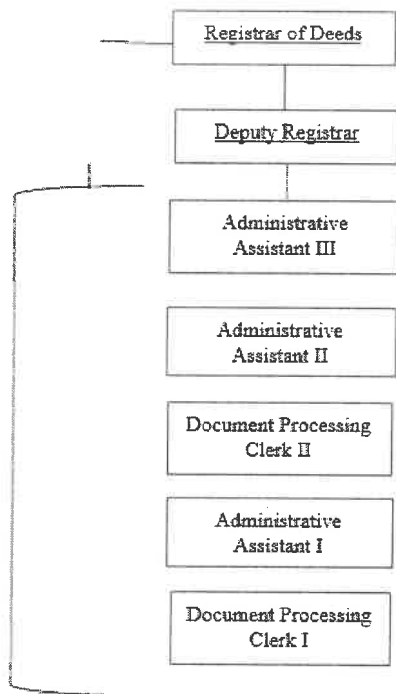 Registrar of Deeds
Deputy Registrar
Administrative
Assistant III
Administrative
Assistant II
Document Processing
Clerk II
Administrative
Assistant I
Document Processing
Clerk I